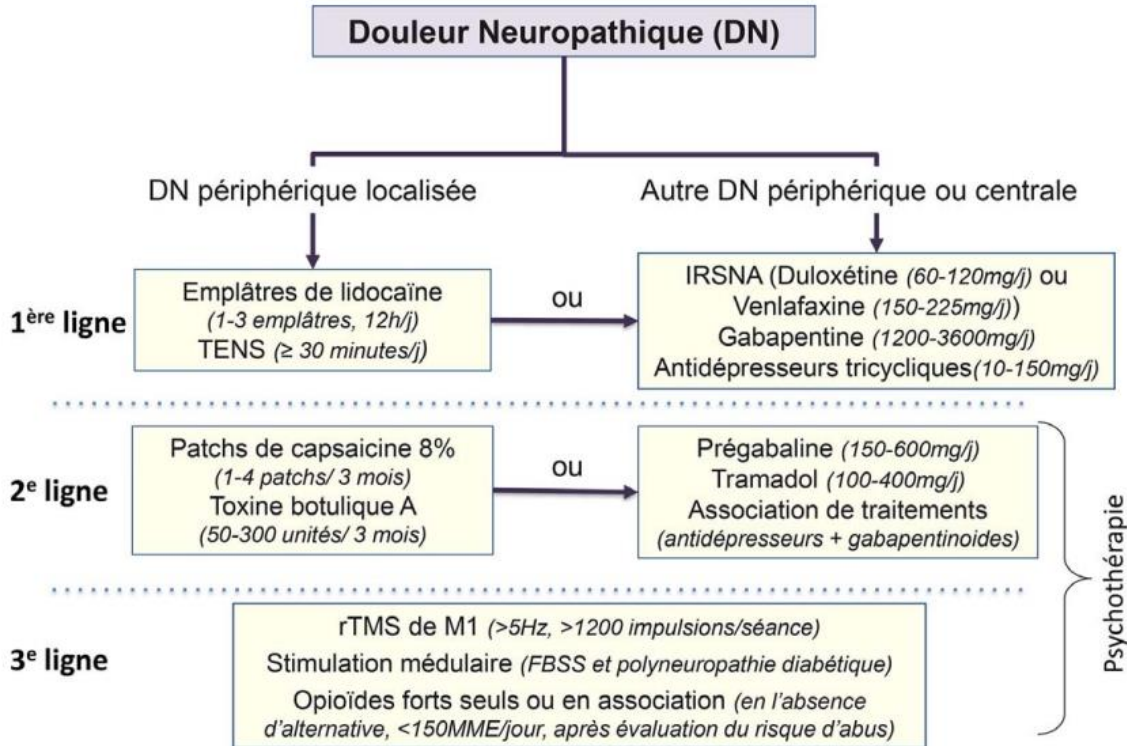 Douleur Neuropathique (DN)
DN périphérique localisée
Autre DN périphérique ou centrale
1ère ligne
Emplâtres de lidocaïne
(1-3 emplâtres, 12h/j)
TENS (≥ 30 minutes/j)
ou
IRSNA (Duloxétine (60-120mg/j) ou
Venlafaxine (150-225mg/j))
Gabapentine (1200-3600mg/j)
Antidépresseurs tricycliques(10-150mg/j)
2e ligne
Patchs de capsaicine 8%
(1-4 patchs/ 3 mois)
Toxine botulique A
(50-300 unités/ 3 mois)
ou
Prégabaline (150-600mg/j)
Tramadol (100-400mg/j)
Association de traitements
(antidépresseurs + gabapentinoides)
3e ligne
rTMS de M1 (>5Hz, >1200 impulsions/séance)
Stimulation médulaire (FBSS et polyneuropathie diabétique)
Opioïdes forts seuls ou en association (en l'absence
d'alternative, <150MME/jour, après évaluation du risque d'abus)
Psychothérapie